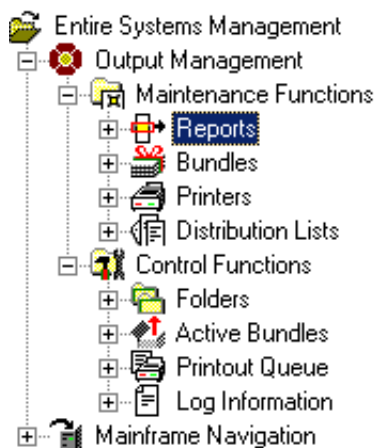 Entire Systems Management
Output Management
Maintenance Functions
Reports
Bundles
Printers
Distribution Lists
Control Functions
Folders
Active Bundles
Printout Queue
Log Information
Mainframe Navigation